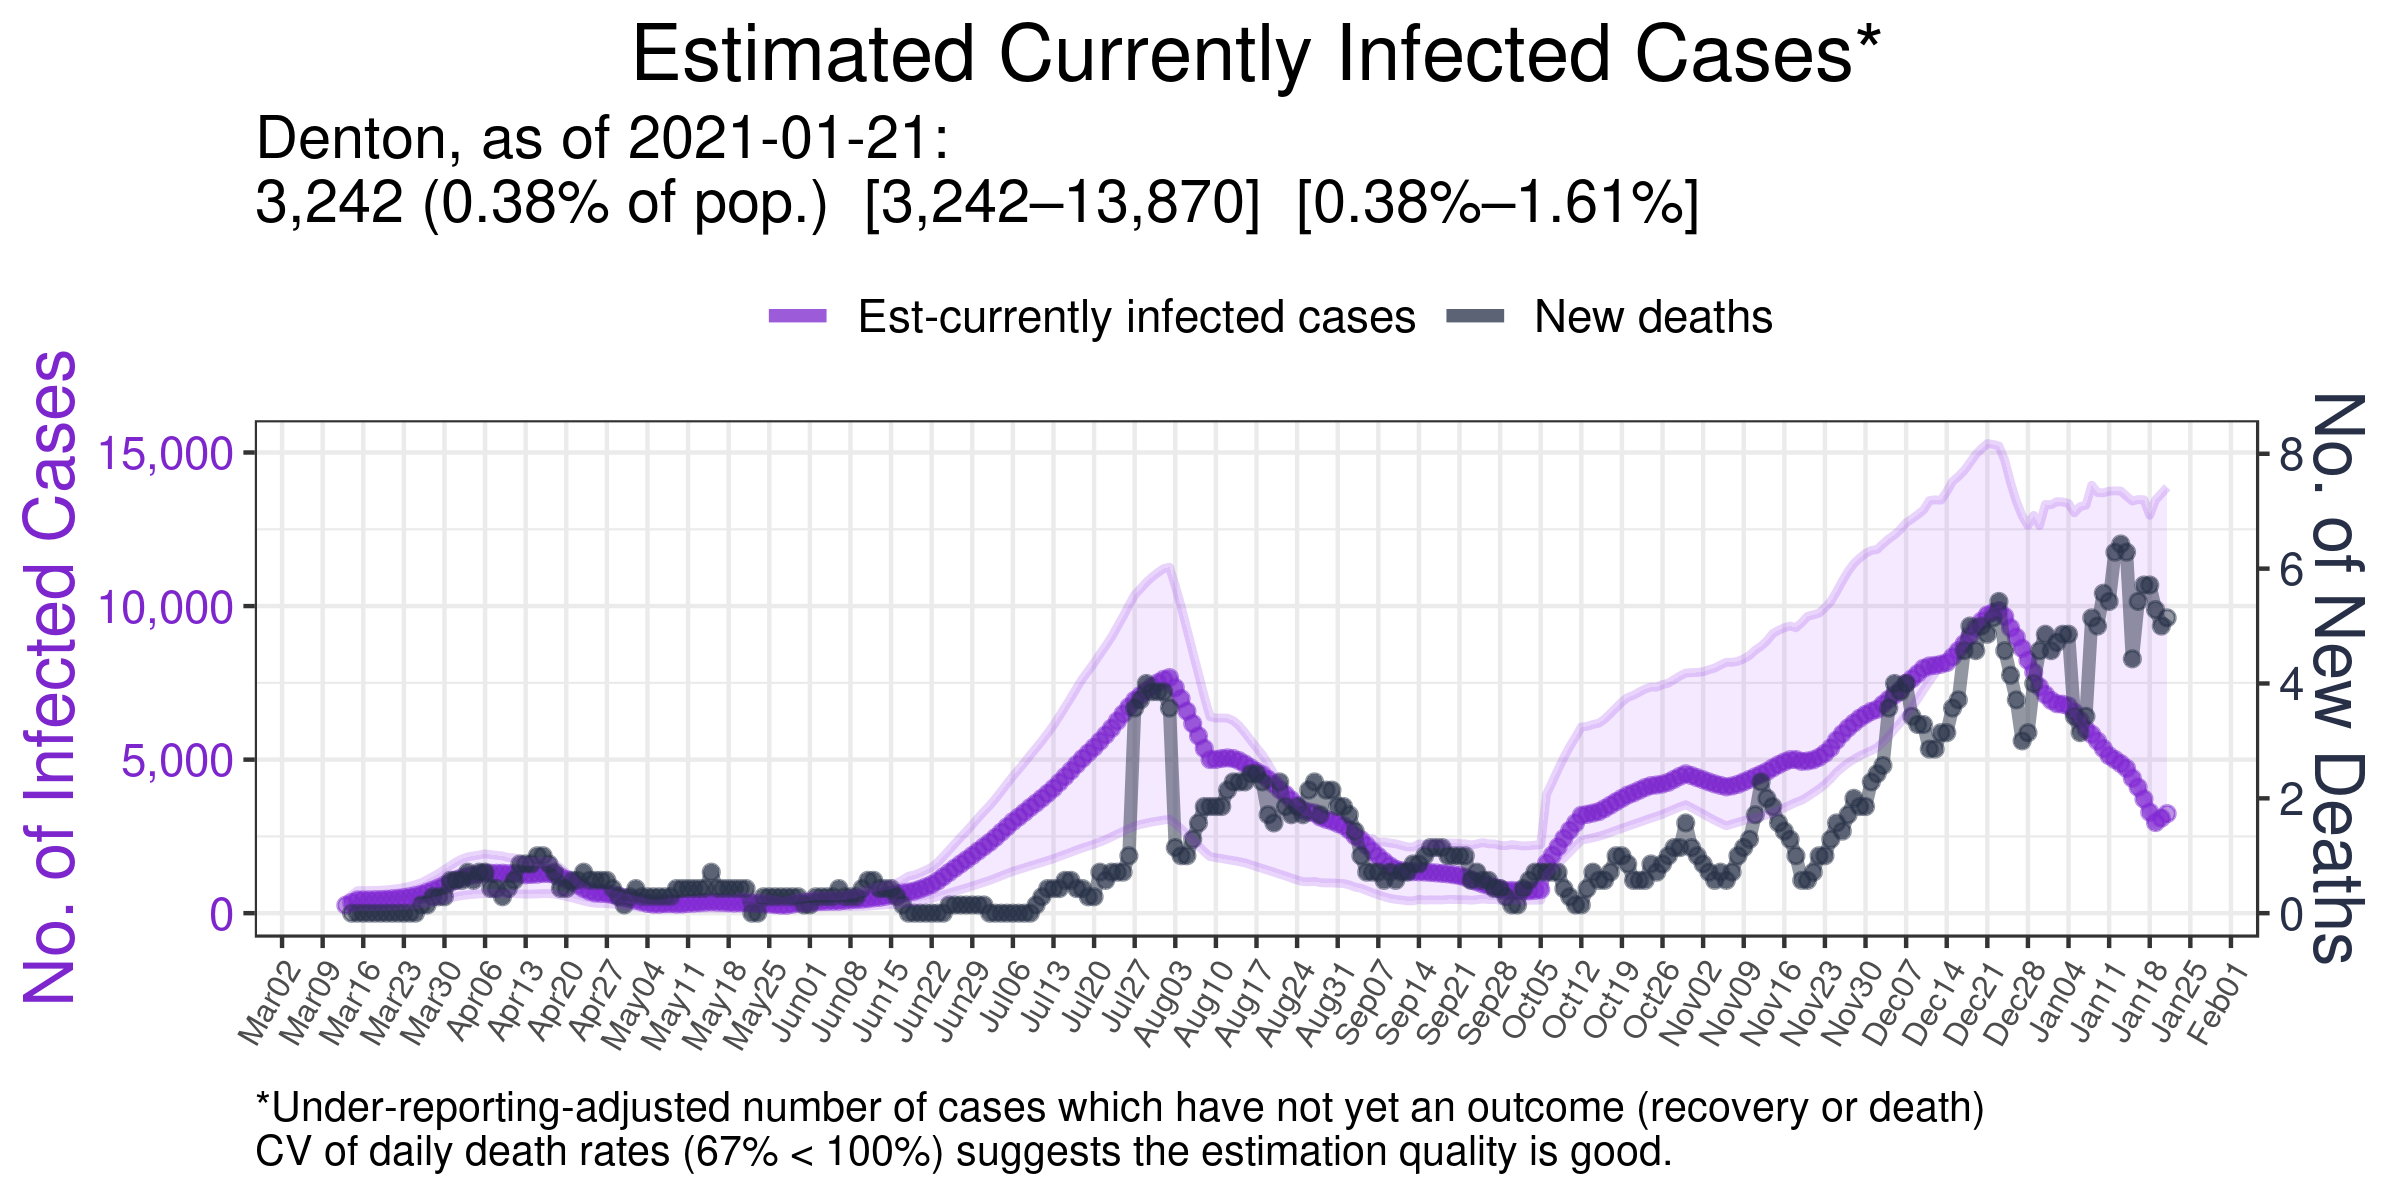 Estimated Currently Infected Cases*
Denton, as of 2021-01-21:
3,242 (0.38% of pop.)  [3,242–13,870]  [0.38%–1.61%]
Est-currently infected cases
New deaths
No. of Infected Cases
15,000
10,000
5,000
0
8
6
4
2
0
No. of New Deaths
Mar02
Mar09
Mar16
Mar23
Mar30
Apr06
Apr13
Apr20
Apr27
May04
May11
May18
May25
Jun01
Jun08
Jun15
Jun22
Jun29
Jul06
Jul13
Jul20
Jul27
Aug03
Aug10
Aug17
Aug24
Aug31
Sep07
Sep14
Sep21
Sep28
Oct05
Oct12
Oct19
Oct26
Nov02
Nov09
Nov16
Nov23
Nov30
Dec07
Dec14
Dec21
Dec28
Jan04
Jan11
Jan18
Jan25
Feb01
*Under-reporting-adjusted number of cases which have not yet an outcome (recovery or death)
CV of daily death rates (67% < 100%) suggests the estimation quality is good.